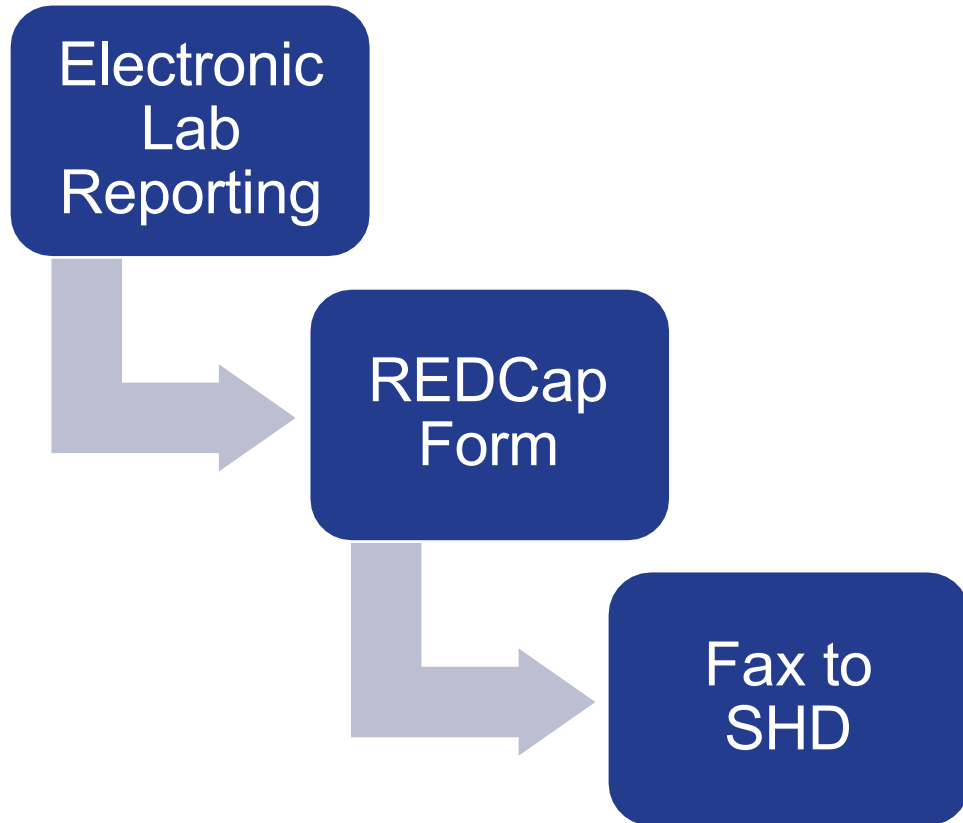 Electronic
Lab
Reporting
REDCap
Form
Fax to
SHD